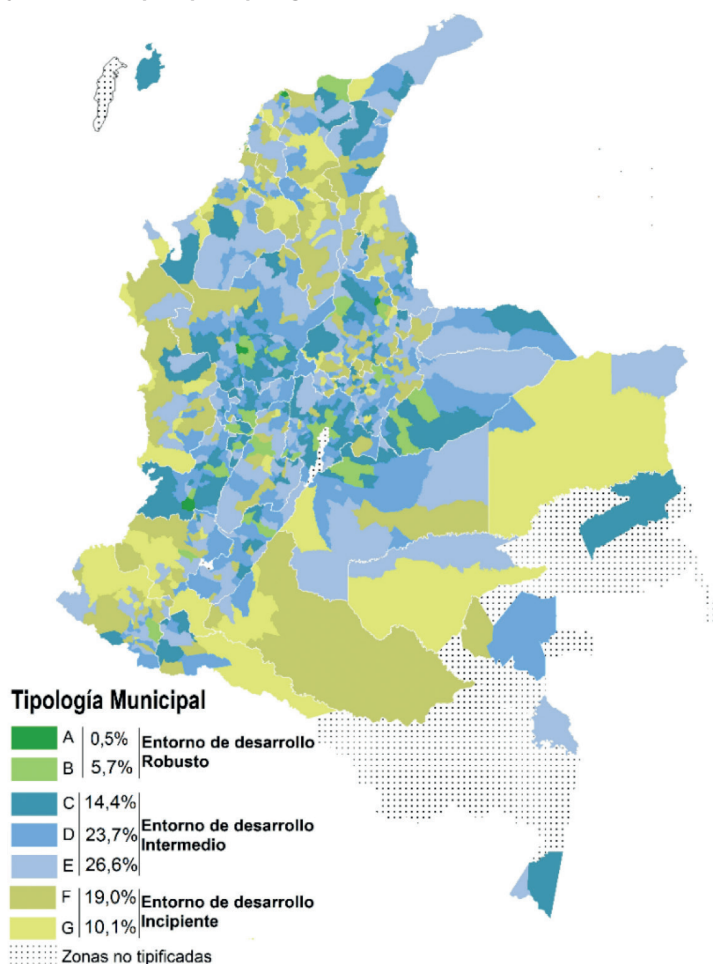 Tipología Municipal
A 0,5% Entorno de desarrollo
B 5,7% Robusto
C 14,4%
D 23,7% Entorno de desarrollo
E 26,6% Intermedio
F 19,0% Entorno de desarrollo
G 10,1% Incipiente
Zonas no tipificadas